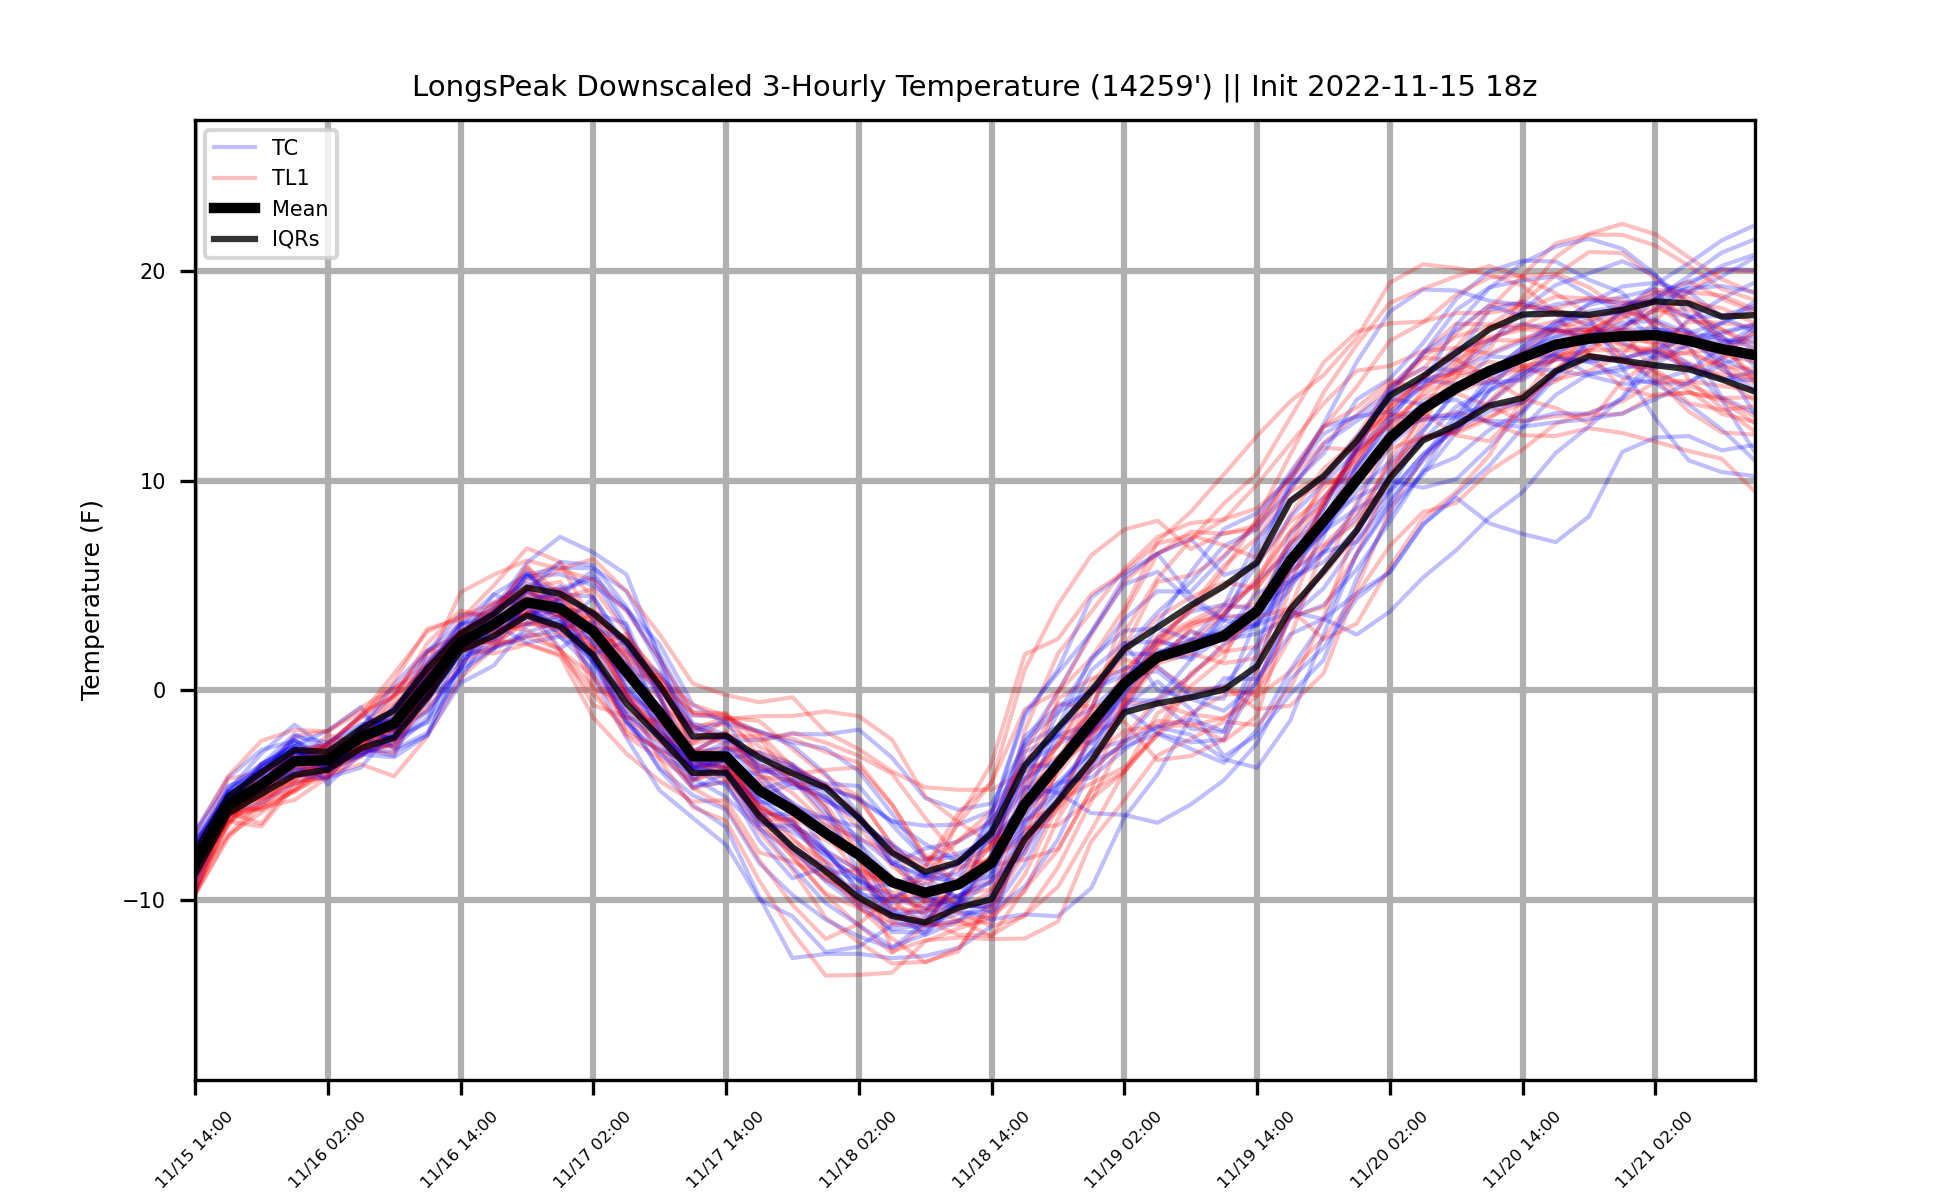 LongsPeak Downscaled 3-Hourly Temperature (14259') || Init 2022-11-15 18z
TC
TL1
Mean
IQRs
Temperature (F)
20
10
0
−10
11/15 14:00
11/16 02:00
11/16 14:00
11/17 02:00
11/17 14:00
11/18 02:00
11/18 14:00
11/19 02:00
11/19 14:00
11/20 02:00
11/20 14:00
11/21 02:00